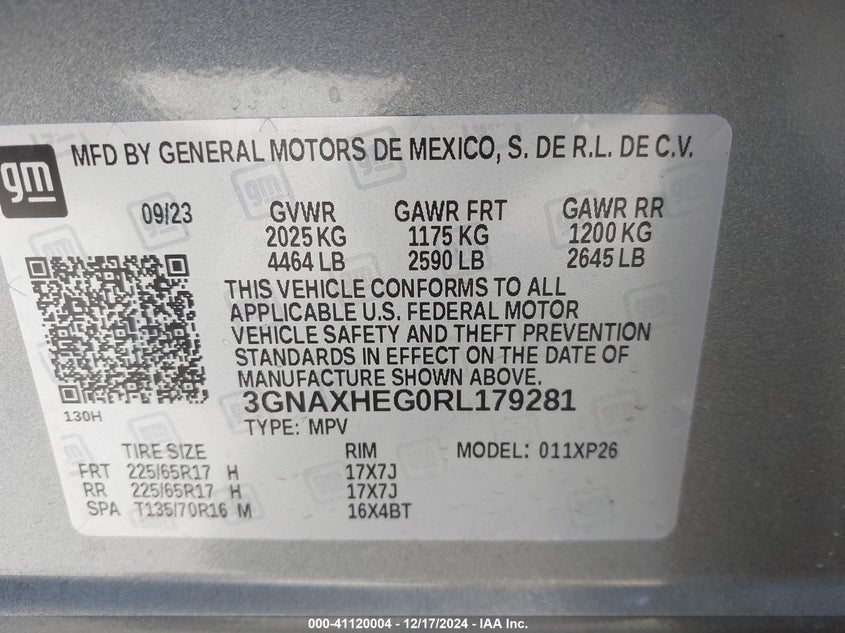 MFD BY GENERAL MOTORS DE MEXICO, S. DE R.L. DE C.V.
gm
09/23 GVWR GAWR FRT GAWR RR
2025 KG 1175 KG 1200 KG
4464 LB 2590 LB 2645 LB
THIS VEHICLE CONFORMS TO ALL
APPLICABLE U.S. FEDERAL MOTOR
VEHICLE SAFETY AND THEFT PREVENTION
STANDARDS IN EFFECT ON THE DATE OF
MANUFACTURE SHOWN ABOVE.
3GNAXHEG0RL179281
130H
TYPE: MPV
TIRE SIZE RIM MODEL: 011XP26
FRT 225/65R17 H 17X7J
RR 225/65R17 H 17X7J
SPA T135/70R16 M 16X4BT
000-41120004 - 12/17/2024 - IAA Inc.